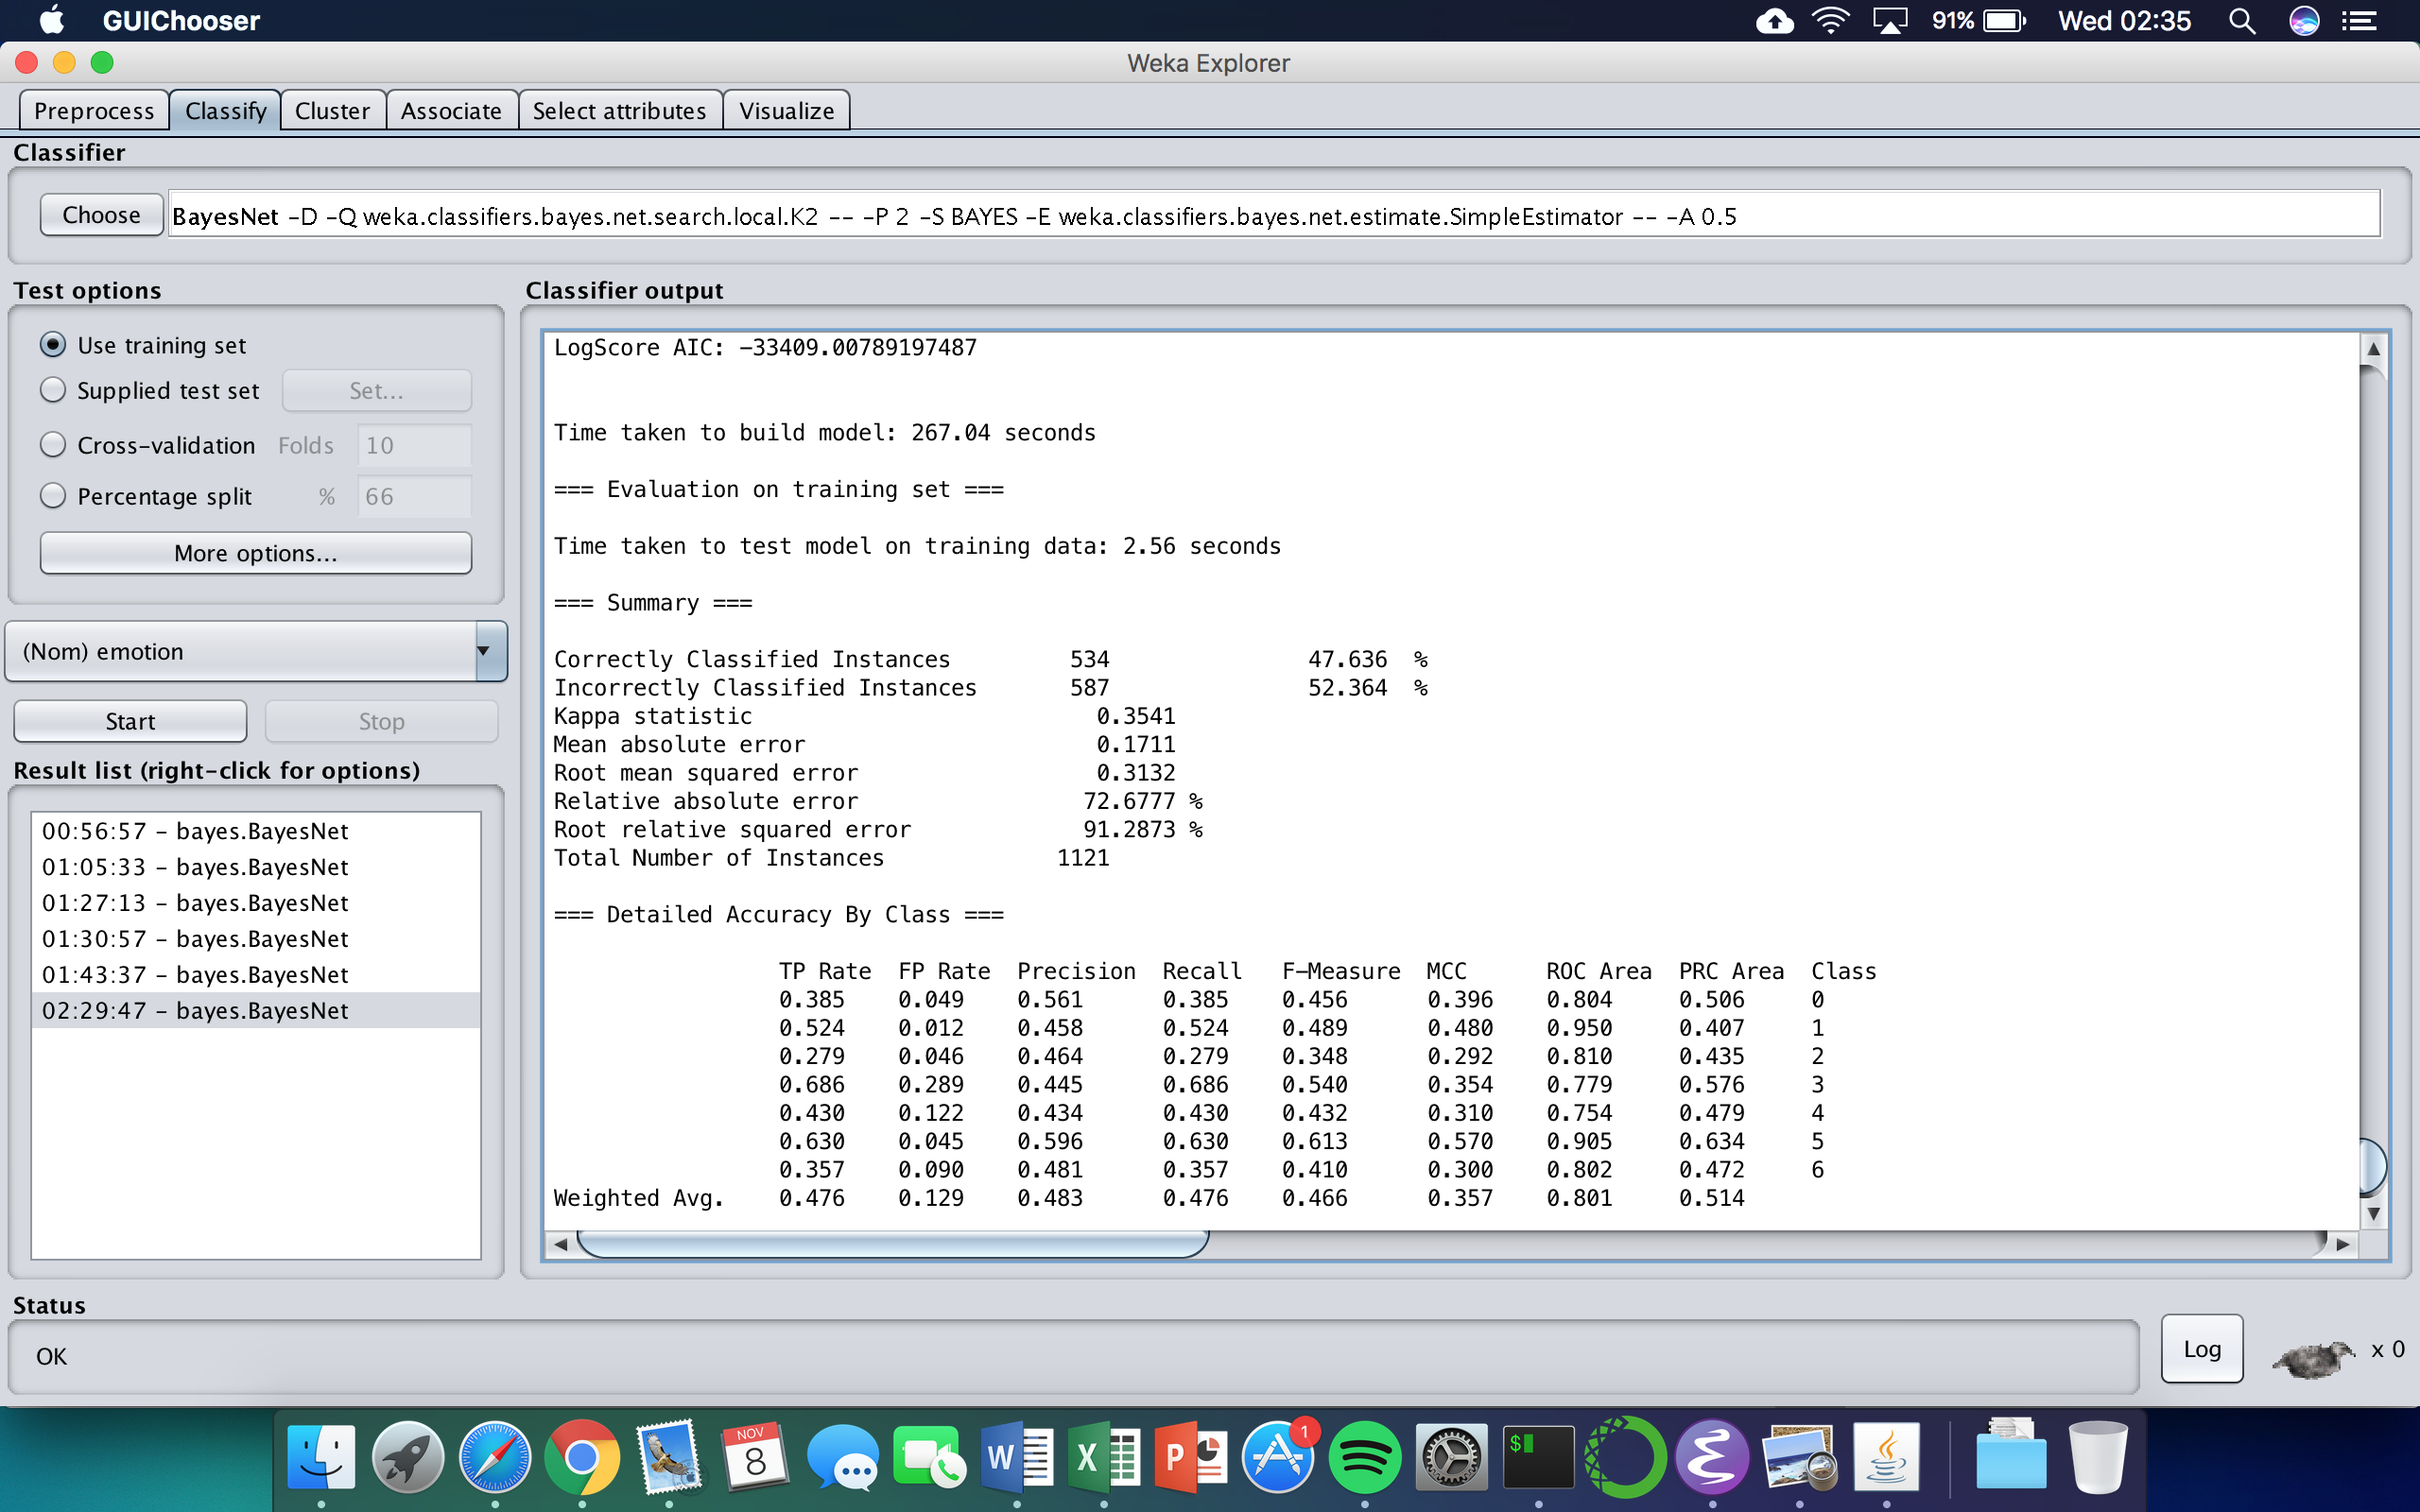 GUIChooser 91% Wed 02:35
Weka Explorer
Preprocess Classify Cluster Associate Select attributes Visualize
Classifier
Choose BayesNet -D -Q weka.classifiers.bayes.net.search.local.K2 -- -P 2 -S BAYES -E weka.classifiers.bayes.net.estimate.SimpleEstimator -- -A 0.5
Test options
Use training set
Supplied test set Set...
Cross-validation Folds 10
Percentage split % 66
More options...
(Nom) emotion
Start Stop
Result list (right-click for options)
00:56:57 - bayes.BayesNet
01:05:33 - bayes.BayesNet
01:27:13 - bayes.BayesNet
01:30:57 - bayes.BayesNet
01:43:37 - bayes.BayesNet
02:29:47 - bayes.BayesNet
Classifier output
LogScore AIC: -33409.00789197487
Time taken to build model: 267.04 seconds
=== Evaluation on training set ===
Time taken to test model on training data: 2.56 seconds
=== Summary ===
Correctly Classified Instances 534 47.636 %
Incorrectly Classified Instances 587 52.364 %
Kappa statistic 0.3541
Mean absolute error 0.1711
Root mean squared error 0.3132
Relative absolute error 72.6777 %
Root relative squared error 91.2873 %
Total Number of Instances 1121
=== Detailed Accuracy By Class ===
TP Rate FP Rate Precision Recall F-Measure MCC ROC Area PRC Area Class
0.385 0.049 0.561 0.385 0.456 0.396 0.804 0.506 0
0.524 0.012 0.458 0.524 0.489 0.480 0.950 0.407 1
0.279 0.046 0.464 0.279 0.348 0.292 0.810 0.435 2
0.686 0.289 0.445 0.686 0.540 0.354 0.779 0.576 3
0.430 0.122 0.434 0.430 0.432 0.310 0.754 0.479 4
0.630 0.045 0.596 0.630 0.613 0.570 0.905 0.634 5
0.357 0.090 0.481 0.357 0.410 0.300 0.802 0.472 6
Weighted Avg. 0.476 0.129 0.483 0.476 0.466 0.357 0.801 0.514
Status
OK
Log x 0
NOV
8
W X P 1 $